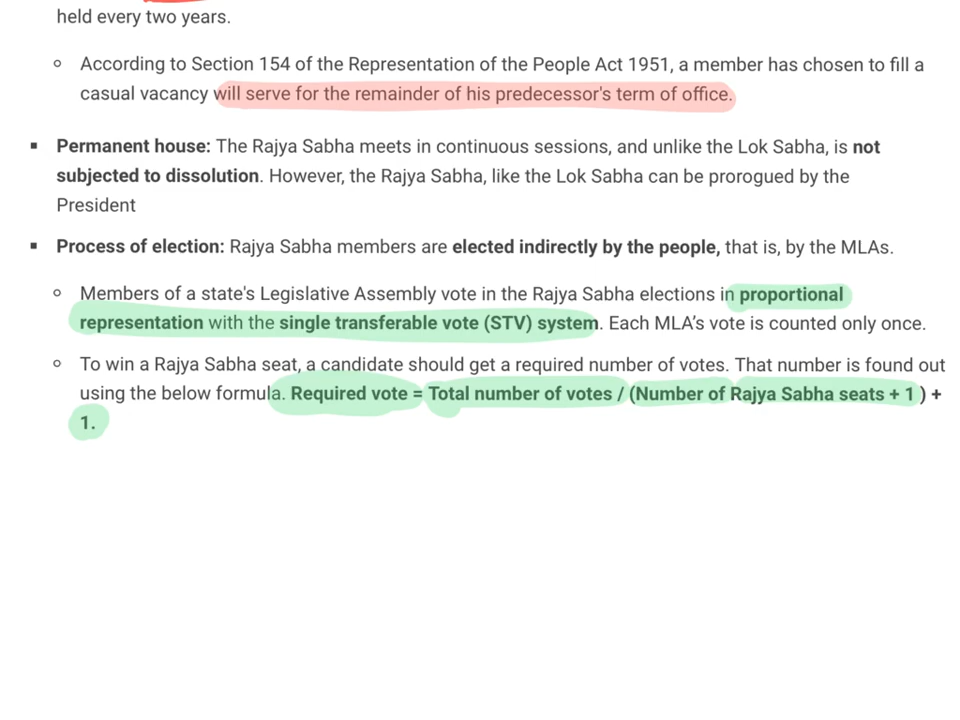 held every two years.
According to Section 154 of the Representation of the People Act 1951, a member has chosen to fill a
casual vacancy will serve for the remainder of his predecessor's term of office.
Permanent house: The Rajya Sabha meets in continuous sessions, and unlike the Lok Sabha, is not
subjected to dissolution. However, the Rajya Sabha, like the Lok Sabha can be prorogued by the
President
Process of election: Rajya Sabha members are elected indirectly by the people, that is, by the MLAs.
Members of a state's Legislative Assembly vote in the Rajya Sabha elections in proportional
representation with the single transferable vote (STV) system. Each MLA’s vote is counted only once.
To win a Rajya Sabha seat, a candidate should get a required number of votes. That number is found out
using the below formula. Required vote = Total number of votes / (Number of Rajya Sabha seats + 1 ) +
1.